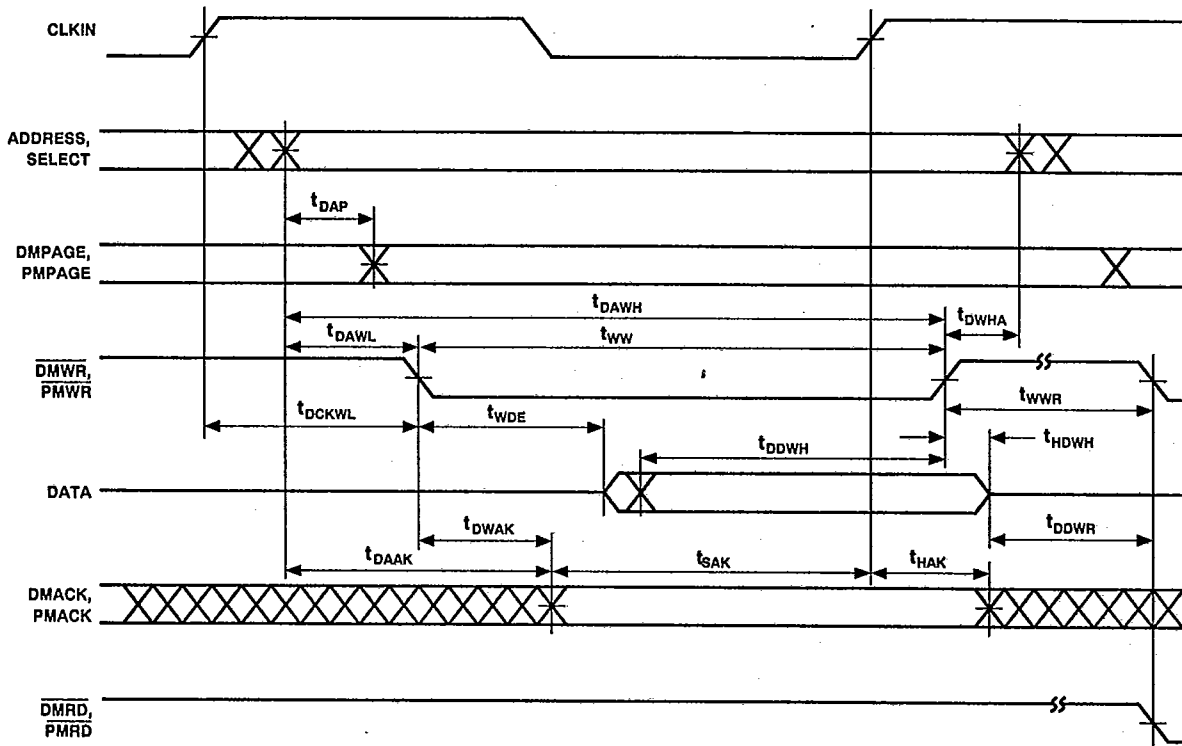 CLKIN
ADDRESS,
SELECT
tDAP
DMPAGE,
PMPAGE
tDAWH
tDWHA
tDAWL
tWW
DMWR,
PMWR
tWWR
tDCKWL
tWDE
tHDWH
tDDWH
DATA
tDWAK
tDDWR
tDAAK
tSAK
tHAK
DMACK,
PMACK
DMRD,
PMRD